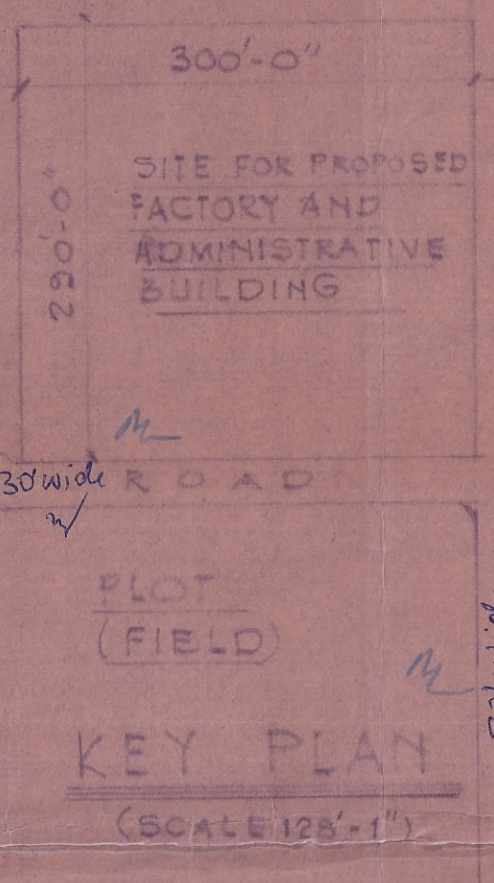 300'-0"
290'-0"
SITE FOR PROPOSED
FACTORY AND
ADMINISTRATIVE
BUILDING
30' wide
ROAD
PLOT
(FIELD)
KEY PLAN
(SCALE 128'-1")